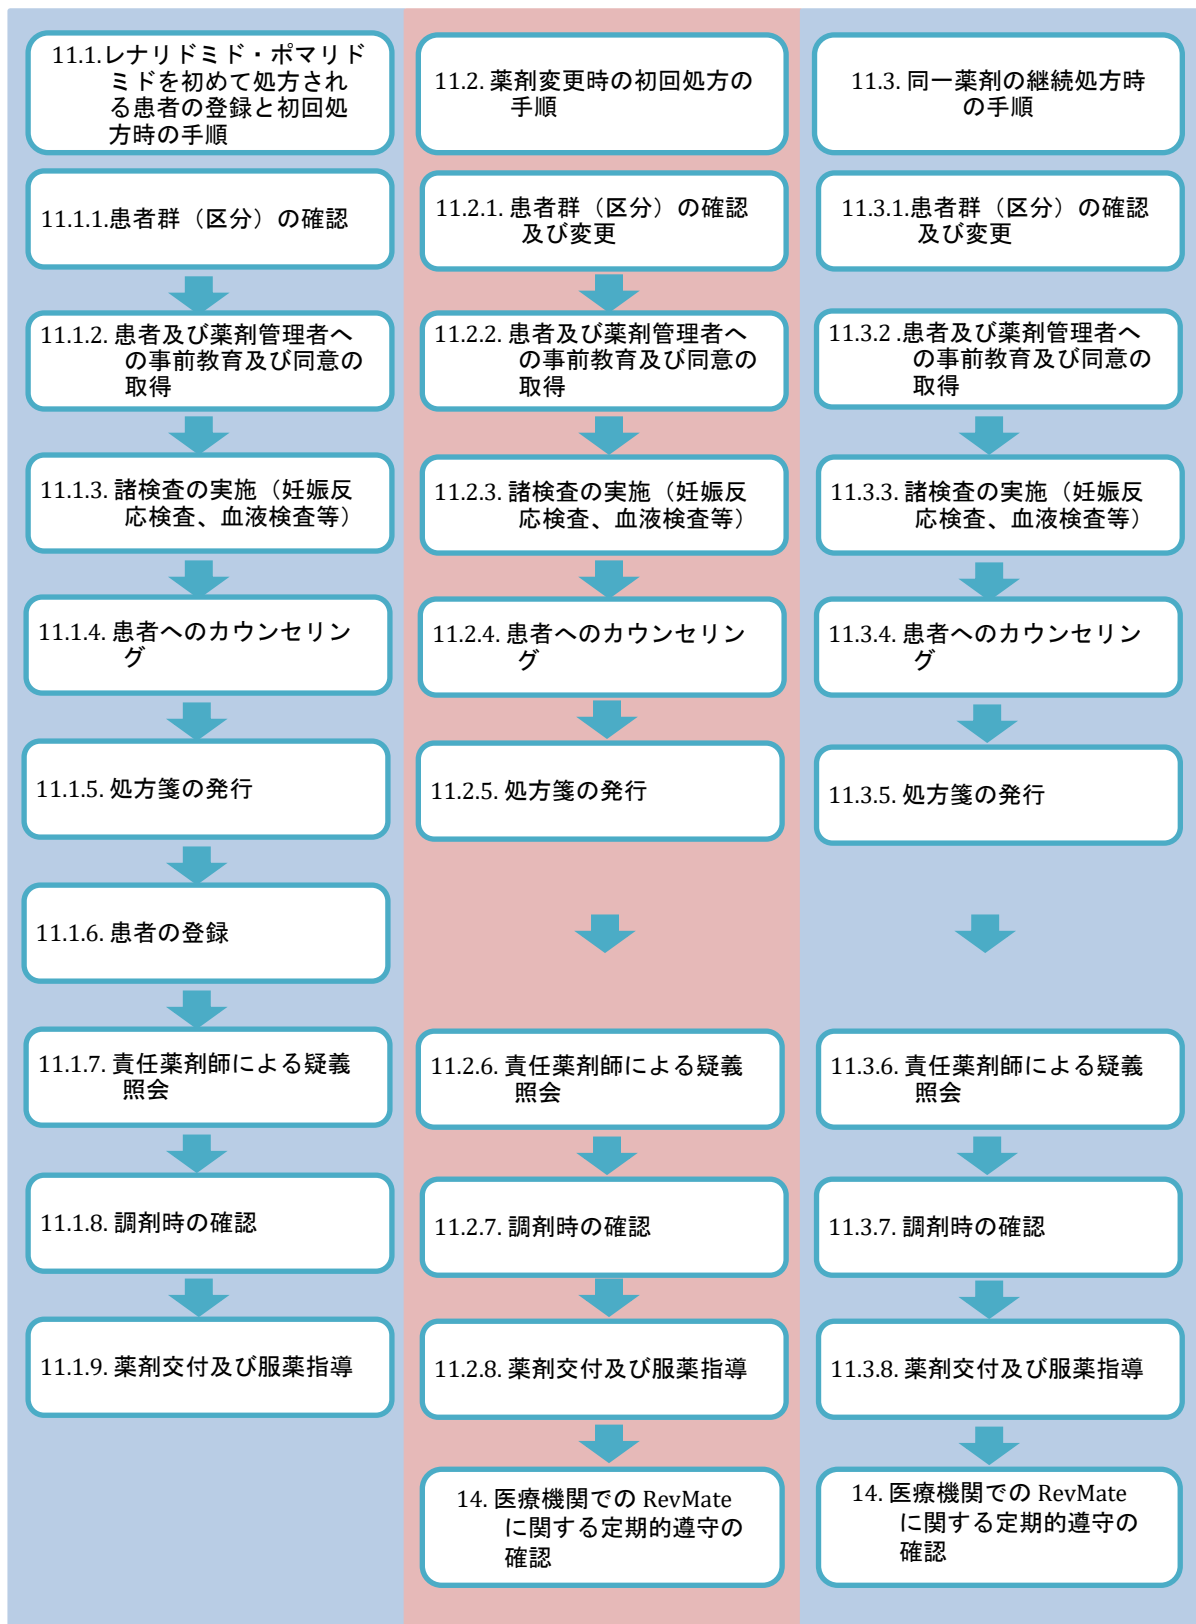 11.1.レナリドミド・ポマリド
ミドを初めて処方され
る患者の登録と初回処
方時の手順
11.1.1.患者群（区分）の確認
11.1.2. 患者及び薬剤管理者へ
の事前教育及び同意の
取得
11.1.3. 諸検査の実施（妊娠反
応検査、血液検査等）
11.1.4. 患者へのカウンセリン
グ
11.1.5. 処方箋の発行
11.1.6. 患者の登録
11.1.7. 責任薬剤師による疑義
照会
11.1.8. 調剤時の確認
11.1.9. 薬剤交付及び服薬指導
11.2. 薬剤変更時の初回処方の
手順
11.2.1. 患者群（区分）の確認
及び変更
11.2.2. 患者及び薬剤管理者へ
の事前教育及び同意の
取得
11.2.3. 諸検査の実施（妊娠反
応検査、血液検査等）
11.2.4. 患者へのカウンセリン
グ
11.2.5. 処方箋の発行
11.2.6. 責任薬剤師による疑義
照会
11.2.7. 調剤時の確認
11.2.8. 薬剤交付及び服薬指導
14. 医療機関での RevMate
に関する定期的遵守の
確認
11.3. 同一薬剤の継続処方時
の手順
11.3.1.患者群（区分）の確認
及び変更
11.3.2 .患者及び薬剤管理者へ
の事前教育及び同意の
取得
11.3.3. 諸検査の実施（妊娠反
応検査、血液検査等）
11.3.4. 患者へのカウンセリン
グ
11.3.5. 処方箋の発行
11.3.6. 責任薬剤師による疑義
照会
11.3.7. 調剤時の確認
11.3.8. 薬剤交付及び服薬指導
14. 医療機関での RevMate
に関する定期的遵守の
確認